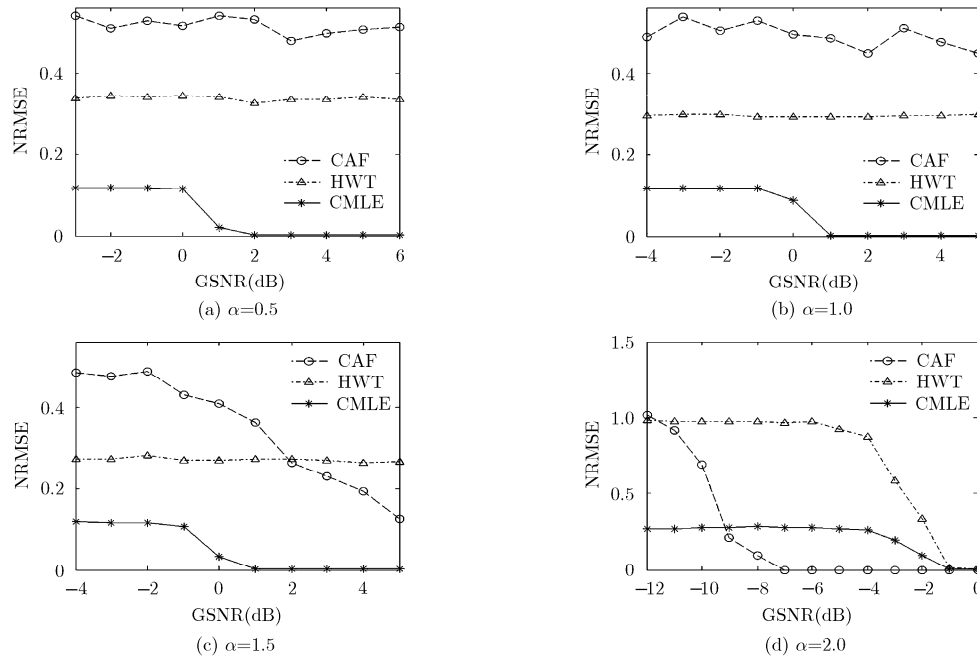 NRMSE
0.4
0.2
0
CAF
HWT
CMLE
−2 0 2 4 6
GSNR(dB)
(a) α=0.5
NRMSE
0.4
0.2
0
CAF
HWT
CMLE
−4 −2 0 2 4
GSNR(dB)
(b) α=1.0
NRMSE
0.4
0.2
0
CAF
HWT
CMLE
−4 −2 0 2 4
GSNR(dB)
(c) α=1.5
NRMSE
1.5
1.0
0.5
0
CAF
HWT
CMLE
−12 −10 −8 −6 −4 −2 0
GSNR(dB)
(d) α=2.0